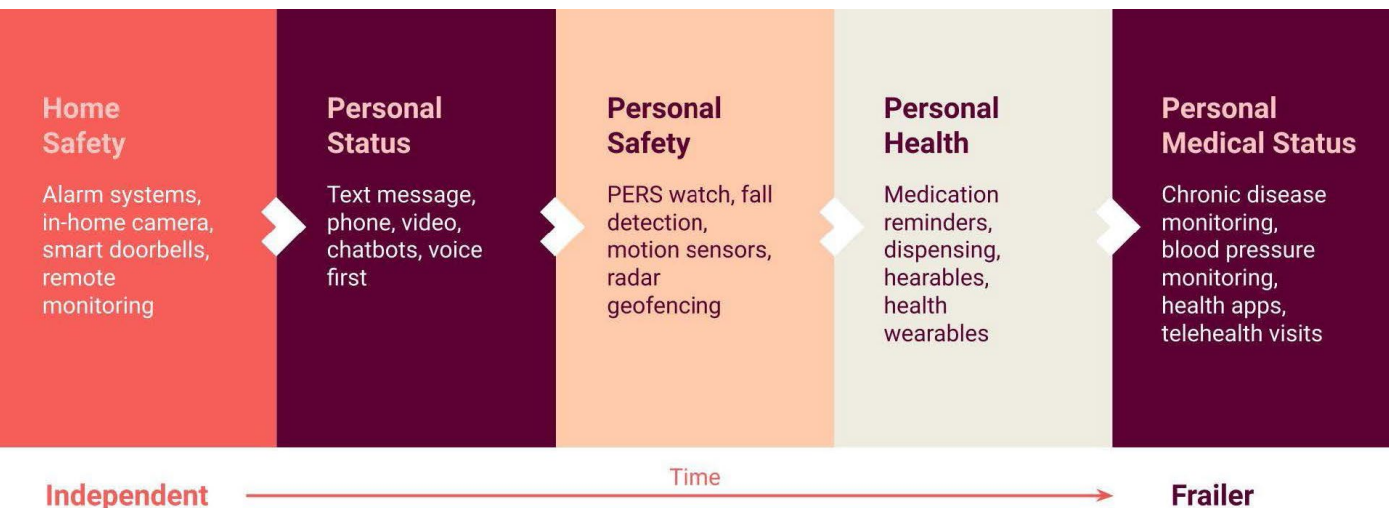 Home
Safety
Alarm systems,
in-home camera,
smart doorbells,
remote
monitoring
Personal
Status
Text message,
phone, video,
chatbots, voice
first
Personal
Safety
PERS watch, fall
detection,
motion sensors,
radar
geofencing
Personal
Health
Medication
reminders,
dispensing,
hearables,
health
wearables
Personal
Medical Status
Chronic disease
monitoring,
blood pressure
monitoring,
health apps,
telehealth visits
Time
Independent
Frailer